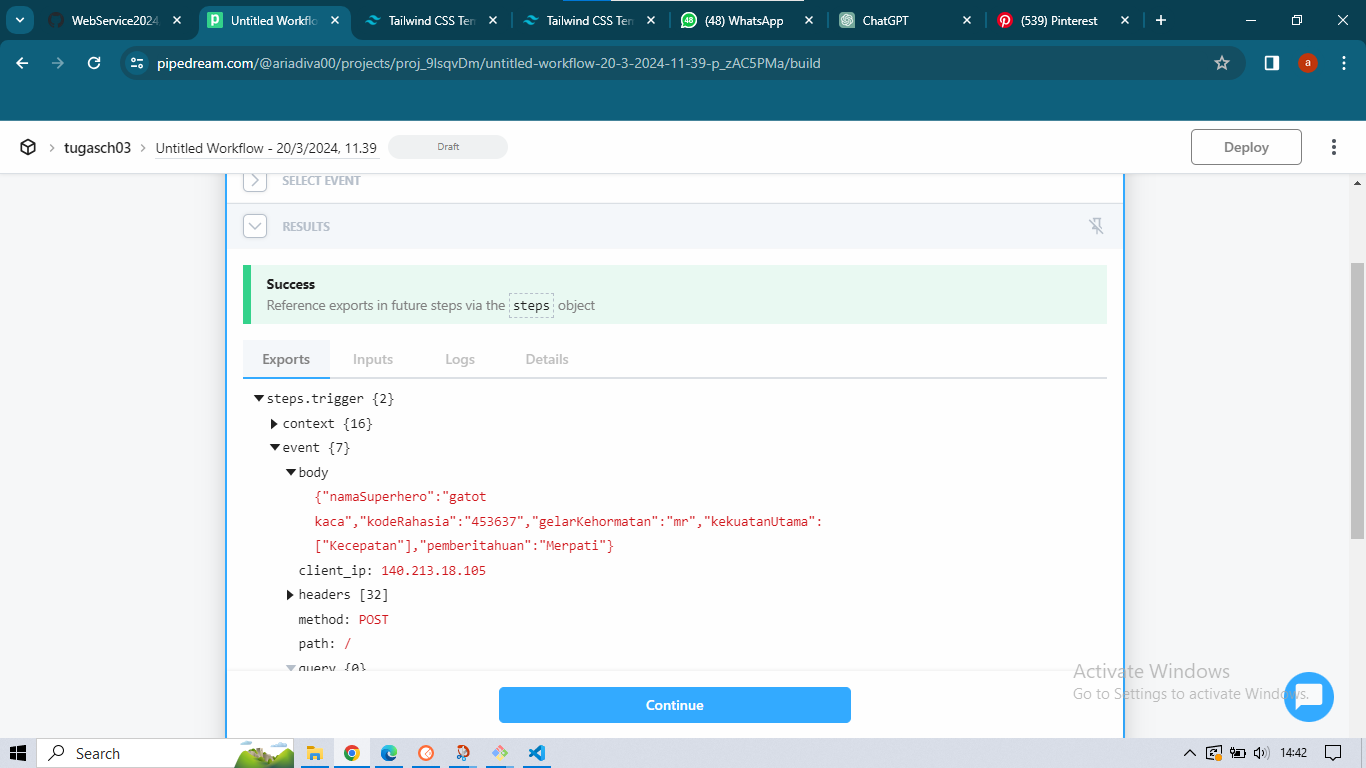 WebService2024
Untitled Workflo
Tailwind CSS Ten
Tailwind CSS Ten
(48) WhatsApp
ChatGPT
(539) Pinterest
pipedream.com/@ariadiva00/projects/proj_9lsqvDm/untitled-workflow-20-3-2024-11-39-p_zAC5PMa/build
a
tugasch03
Untitled Workflow - 20/3/2024, 11.39
Draft
Deploy
SELECT EVENT
RESULTS
Success
Reference exports in future steps via the steps object
Exports Inputs Logs Details
steps.trigger {2}
context {16}
event {7}
body
{"namaSuperhero":"gatot
kaca","kodeRahasia":"453637","gelarKehormatan":"mr","kekuatanUtama":
["Kecepatan"],"pemberitahuan":"Merpati"}
client_ip: 140.213.18.105
headers [32]
method: POST
path: /
query {0}
Continue
Activate Windows
Go to Settings to activate Windows.
Search
14:42